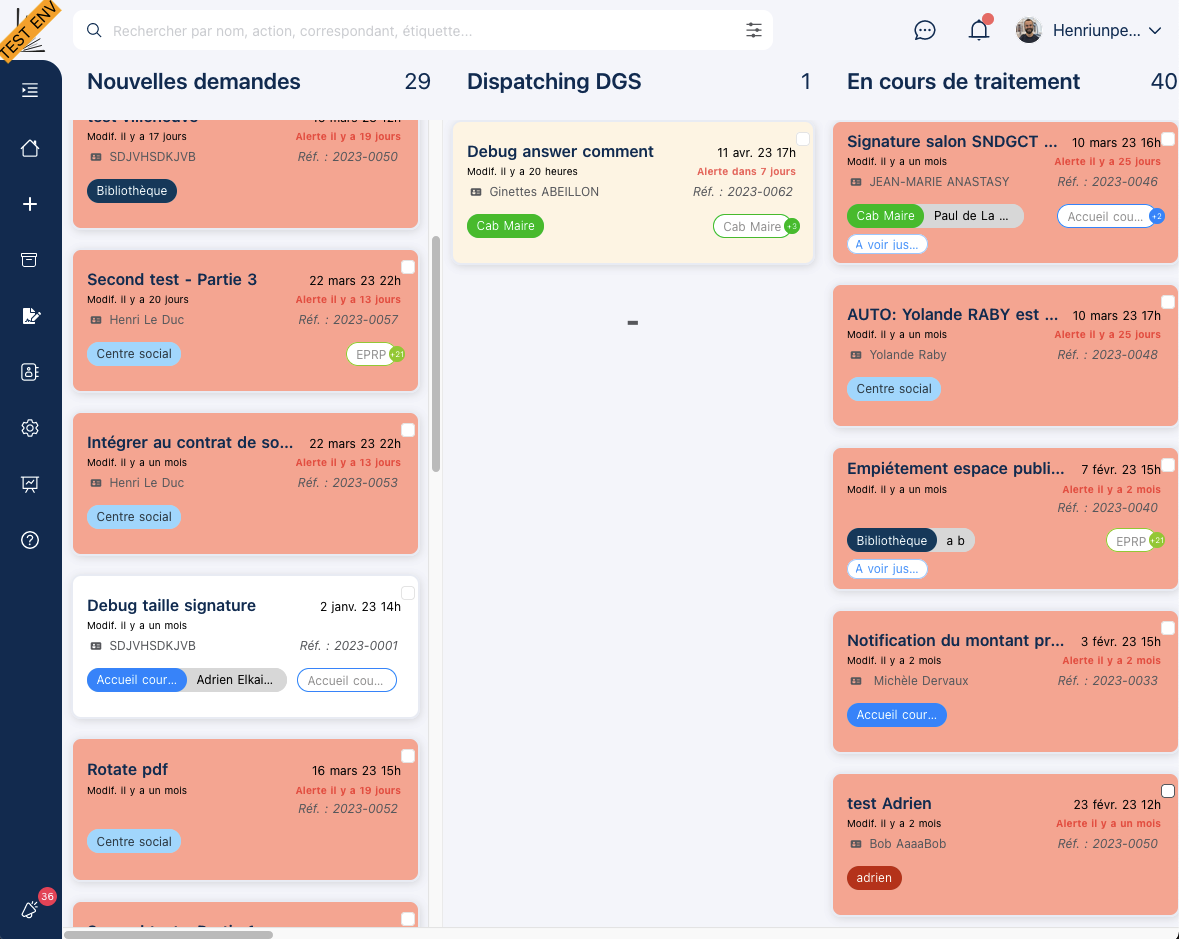 TEST ENV
Rechercher par nom, action, correspondant, étiquette...
Henriunpe...
Nouvelles demandes 29
Modif. il y a 17 jours Alerte il y a 19 jours
SDJVHSDKJVB Réf. : 2023-0050
Bibliothèque
Second test - Partie 3 22 mars 23 22h
Modif. il y a 20 jours Alerte il y a 13 jours
Henri Le Duc Réf. : 2023-0057
Centre social EPRP +21
Intégrer au contrat de so... 22 mars 23 22h
Modif. il y a un mois Alerte il y a 13 jours
Henri Le Duc Réf. : 2023-0053
Centre social
Debug taille signature 2 janv. 23 14h
Modif. il y a un mois
SDJVHSDKJVB Réf. : 2023-0001
Accueil cour... Adrien Elkai... Accueil cou...
Rotate pdf 16 mars 23 15h
Modif. il y a un mois Alerte il y a 19 jours
Réf. : 2023-0052
Centre social
36
Dispatching DGS 1
Debug answer comment 11 avr. 23 17h
Modif. il y a 20 heures Alerte dans 7 jours
Ginettes ABEILLON Réf. : 2023-0062
Cab Maire Cab Maire +3
-
En cours de traitement 40
Signature salon SNDGCT ... 10 mars 23 16h
Modif. il y a un mois Alerte il y a 25 jours
JEAN-MARIE ANASTASY Réf. : 2023-0046
Cab Maire Paul de La ... Accueil cou... +2
A voir jus...
AUTO: Yolande RABY est ... 10 mars 23 17h
Modif. il y a un mois Alerte il y a 25 jours
Yolande Raby Réf. : 2023-0048
Centre social
Empiétement espace publi... 7 févr. 23 15h
Modif. il y a un mois Alerte il y a 2 mois
Réf. : 2023-0040
Bibliothèque a b EPRP +21
A voir jus...
Notification du montant pr... 3 févr. 23 15h
Modif. il y a 2 mois Alerte il y a 2 mois
Michèle Dervaux Réf. : 2023-0033
Accueil cour...
test Adrien 23 févr. 23 12h
Modif. il y a 2 mois Alerte il y a un mois
Bob AaaaBob Réf. : 2023-0050
adrien